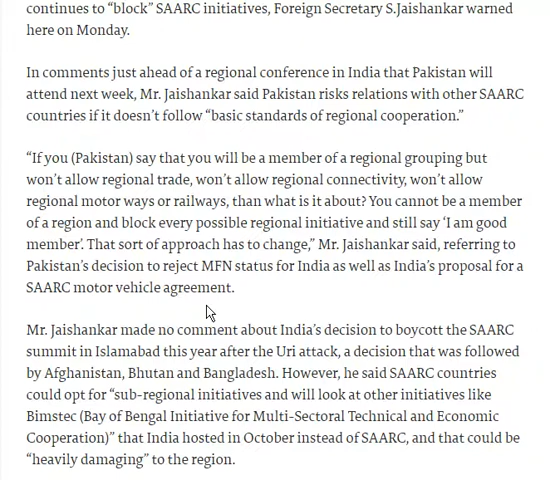 continues to “block” SAARC initiatives, Foreign Secretary S.Jaishankar warned
here on Monday.
In comments just ahead of a regional conference in India that Pakistan will
attend next week, Mr. Jaishankar said Pakistan risks relations with other SAARC
countries if it doesn’t follow “basic standards of regional cooperation.”
“If you (Pakistan) say that you will be a member of a regional grouping but
won’t allow regional trade, won’t allow regional connectivity, won’t allow
regional motor ways or railways, than what is it about? You cannot be a member
of a region and block every possible regional initiative and still say ‘I am good
member’. That sort of approach has to change,” Mr. Jaishankar said, referring to
Pakistan’s decision to reject MFN status for India as well as India’s proposal for a
SAARC motor vehicle agreement.
Mr. Jaishankar made no comment about India’s decision to boycott the SAARC
summit in Islamabad this year after the Uri attack, a decision that was followed
by Afghanistan, Bhutan and Bangladesh. However, he said SAARC countries
could opt for “sub-regional initiatives and will look at other initiatives like
Bimstec (Bay of Bengal Initiative for Multi-Sectoral Technical and Economic
Cooperation)” that India hosted in October instead of SAARC, and that could be
“heavily damaging” to the region.